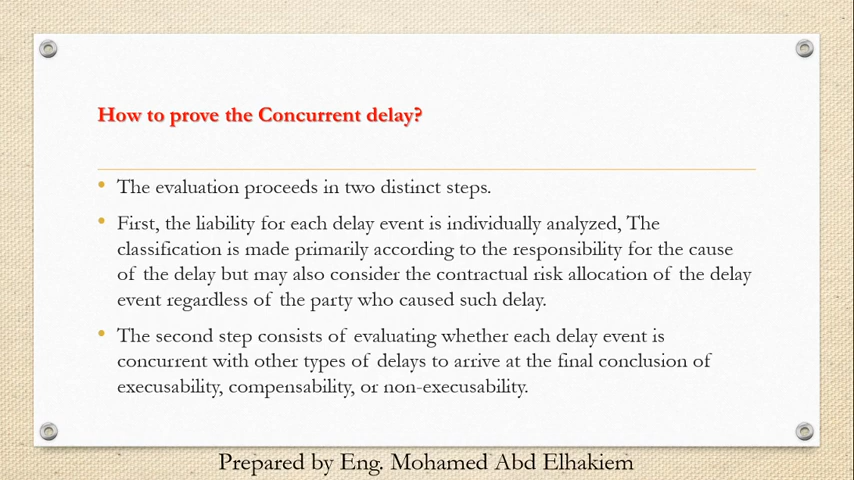 How to prove the Concurrent delay?
• The evaluation proceeds in two distinct steps.
• First, the liability for each delay event is individually analyzed, The
classification is made primarily according to the responsibility for the cause
of the delay but may also consider the contractual risk allocation of the delay
event regardless of the party who caused such delay.
• The second step consists of evaluating whether each delay event is
concurrent with other types of delays to arrive at the final conclusion of
execusability, compensability, or non-execusability.
Prepared by Eng. Mohamed Abd Elhakiem